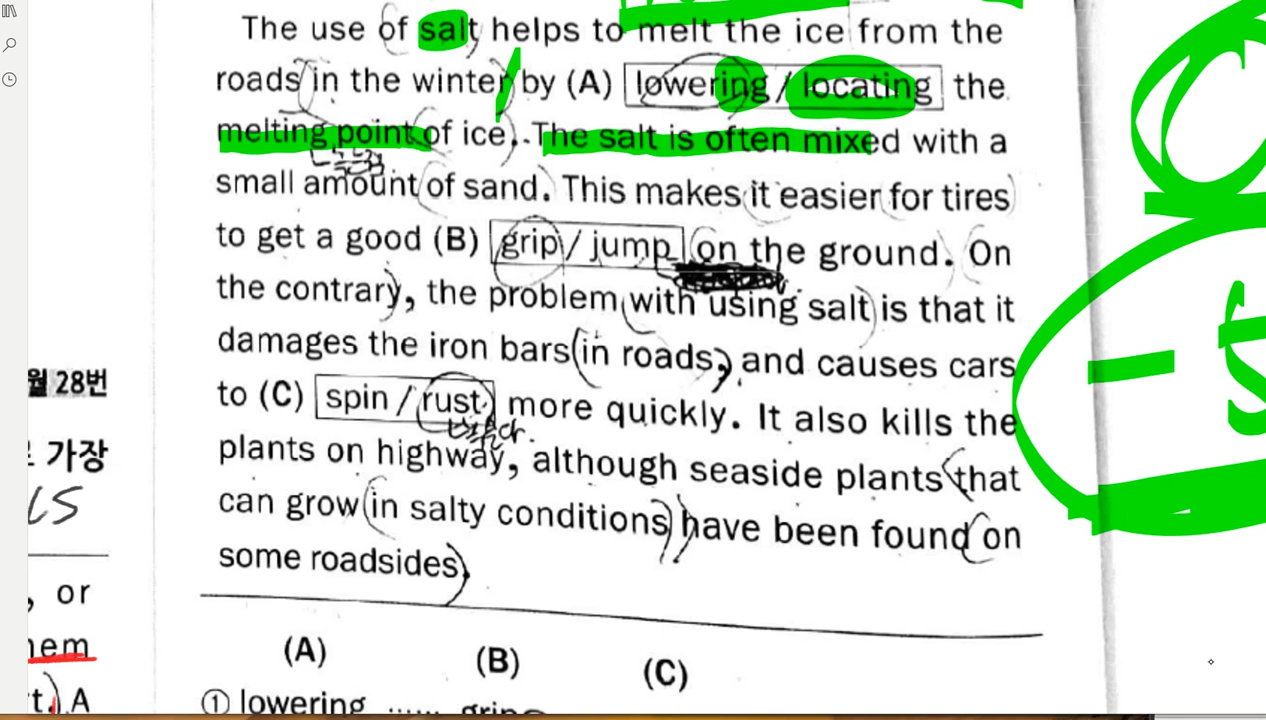 The use of salt helps to melt the ice from the
roads in the winter by (A) lowering / locating the
melting point of ice. The salt is often mixed with a
small amount of sand. This makes it easier for tires
to get a good (B) grip / jump on the ground. On
the contrary, the problem with using salt is that it
damages the iron bars in roads, and causes cars
to (C) spin / rust more quickly. It also kills the
plants on highway, although seaside plants that
can grow in salty conditions have been found on
some roadsides.
(A) (B) (C)
① lowering …… grip
월 28번
가장
, or
hem
t.) A